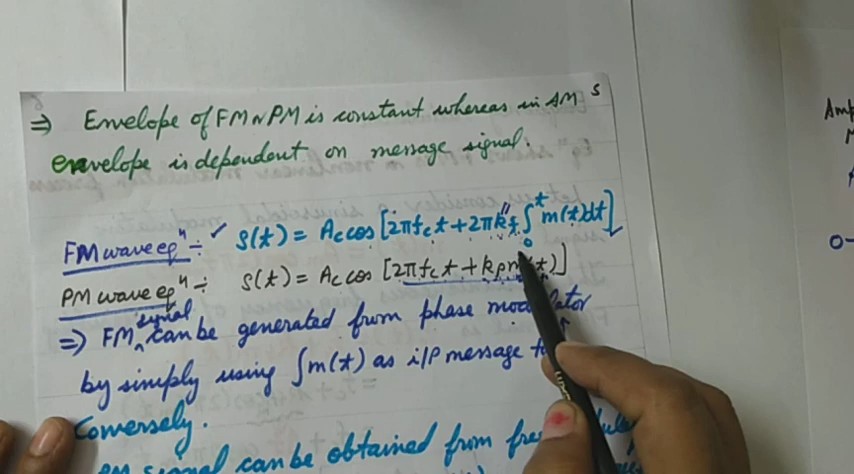 ⇒ Envelope of FM N PM is constant whereas in AM s
envelope is dependent on message signal.
FM wave eqⁿ ÷ ✓ S(t) = Ac cos [2πfct + 2πkf ∫₀ᵗ m(t)dt]
PM wave eqⁿ ÷ S(t) = Ac cos [2πfct + kp m(t)]
⇒ FM signal can be generated from phase modulator
by simply using ∫m(t) as i/p message
Conversely.
signal can be obtained from
Amp